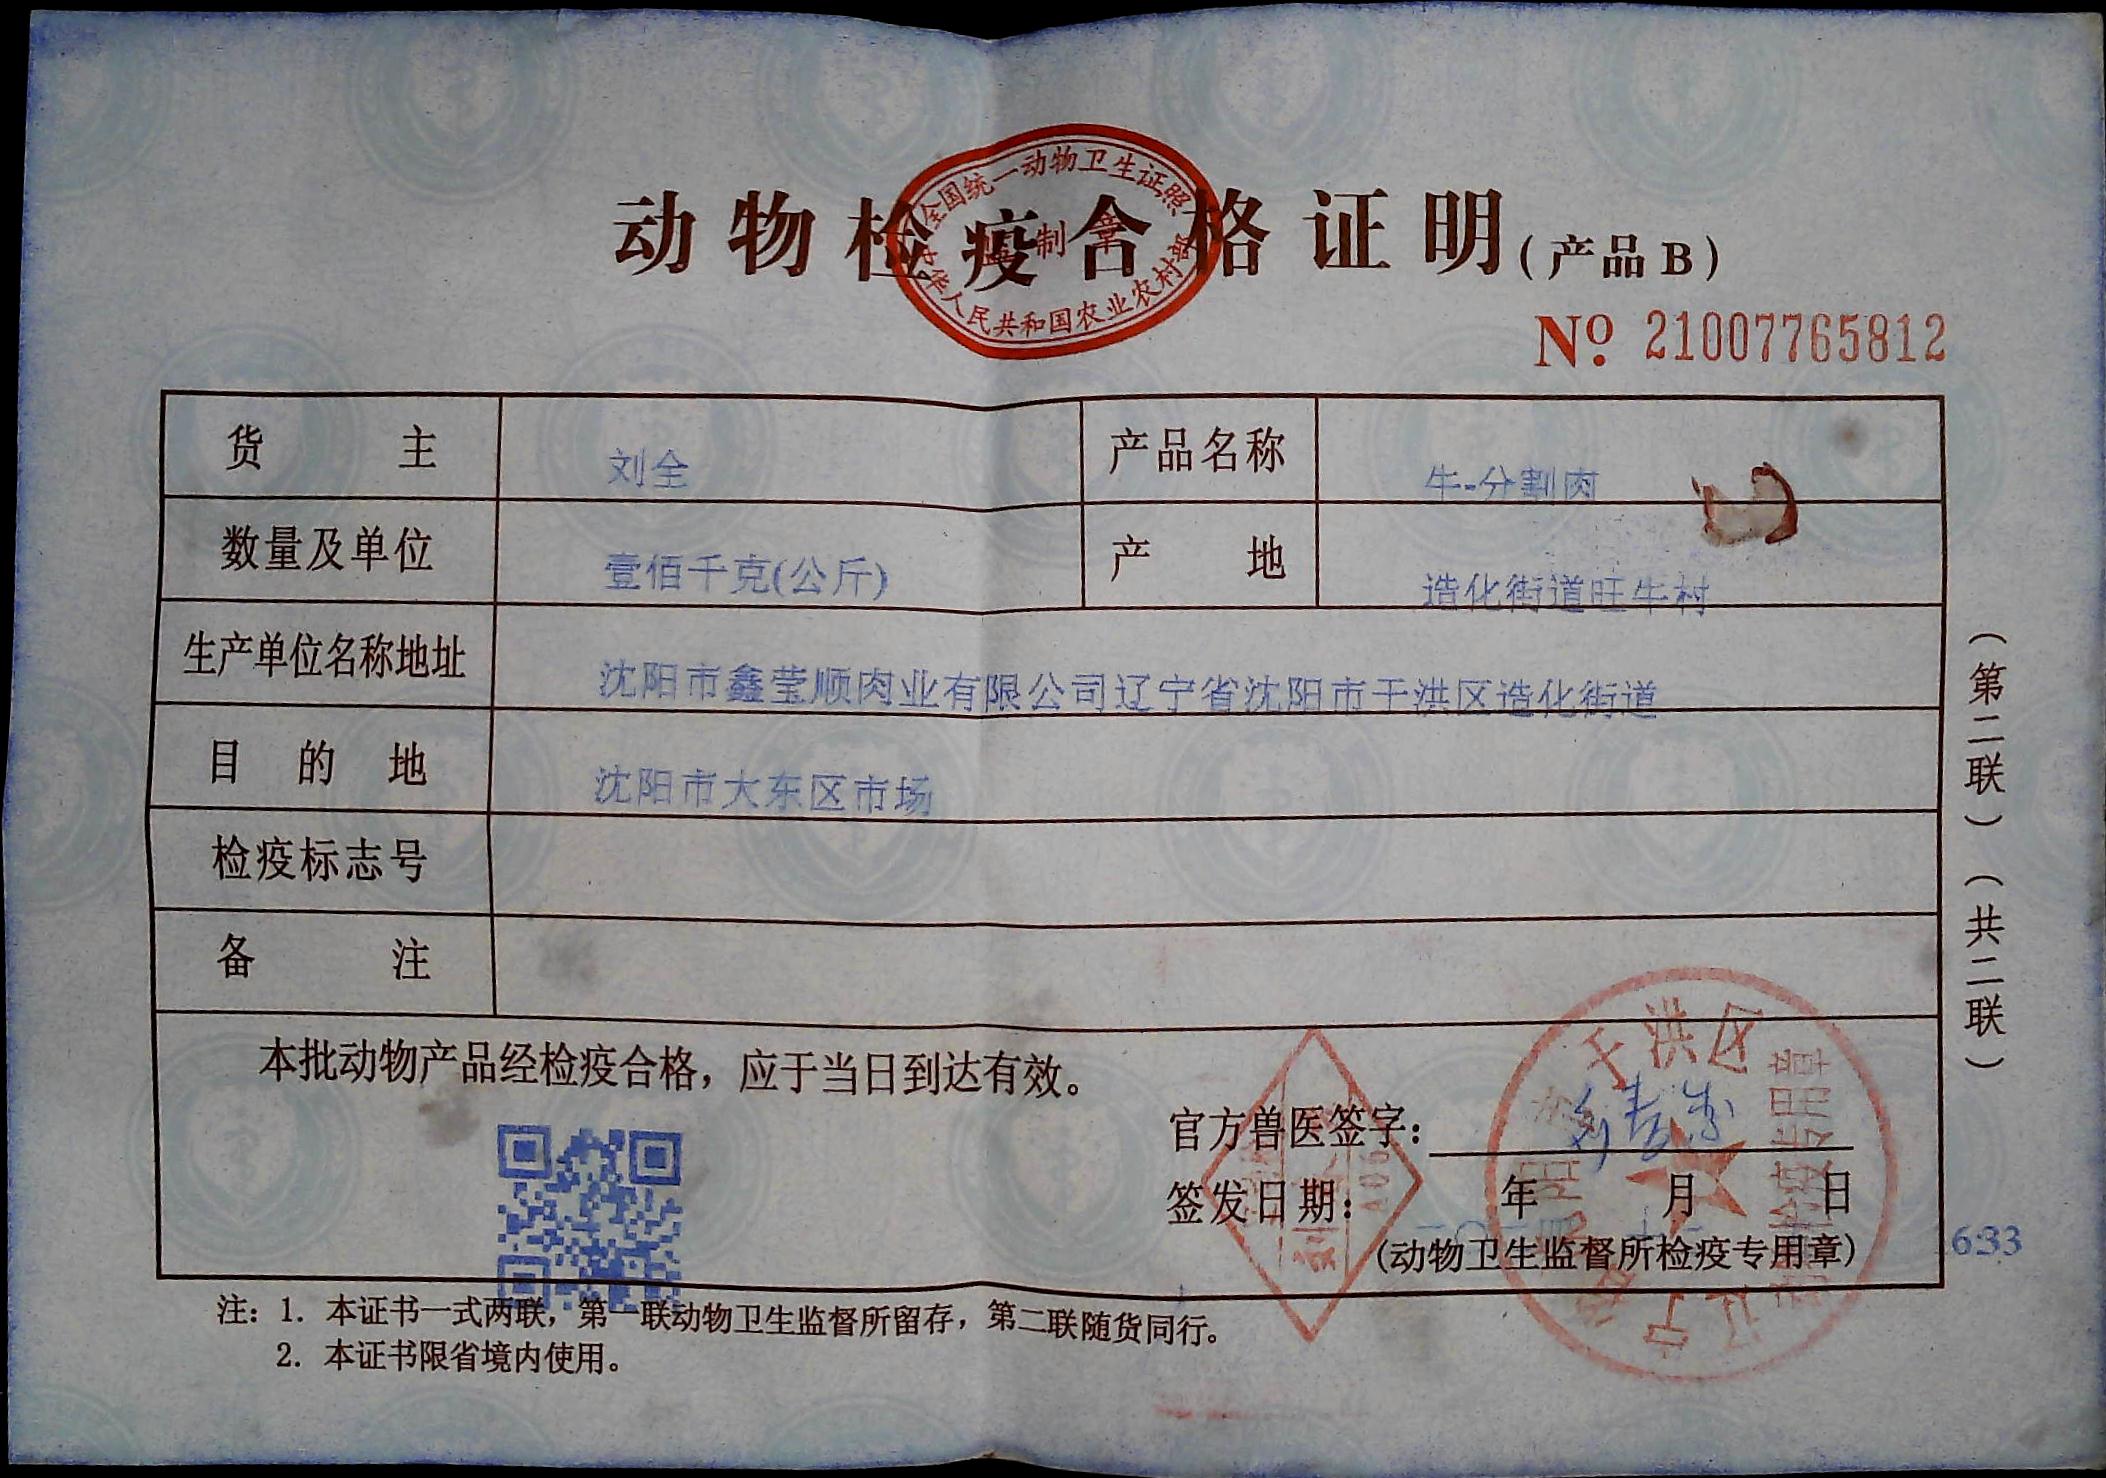 全国统一动物卫生证照
监制章
中华人民共和国农业农村部
动物检疫合格证明(产品B)
№ 21007765812
货主 刘全 产品名称 牛-分割肉
数量及单位 壹佰千克(公斤) 产地 造化街道旺牛村
生产单位名称地址 沈阳市鑫莹顺肉业有限公司辽宁省沈阳市于洪区造化街道
目的地 沈阳市大东区市场
检疫标志号
备注
(第二联)(共二联)
本批动物产品经检疫合格，应于当日到达有效。
官方兽医签字：
签发日期： 年 月 日
(动物卫生监督所检疫专用章)
633
于洪区
注：1. 本证书一式两联，第一联动物卫生监督所留存，第二联随货同行。
2. 本证书限省境内使用。